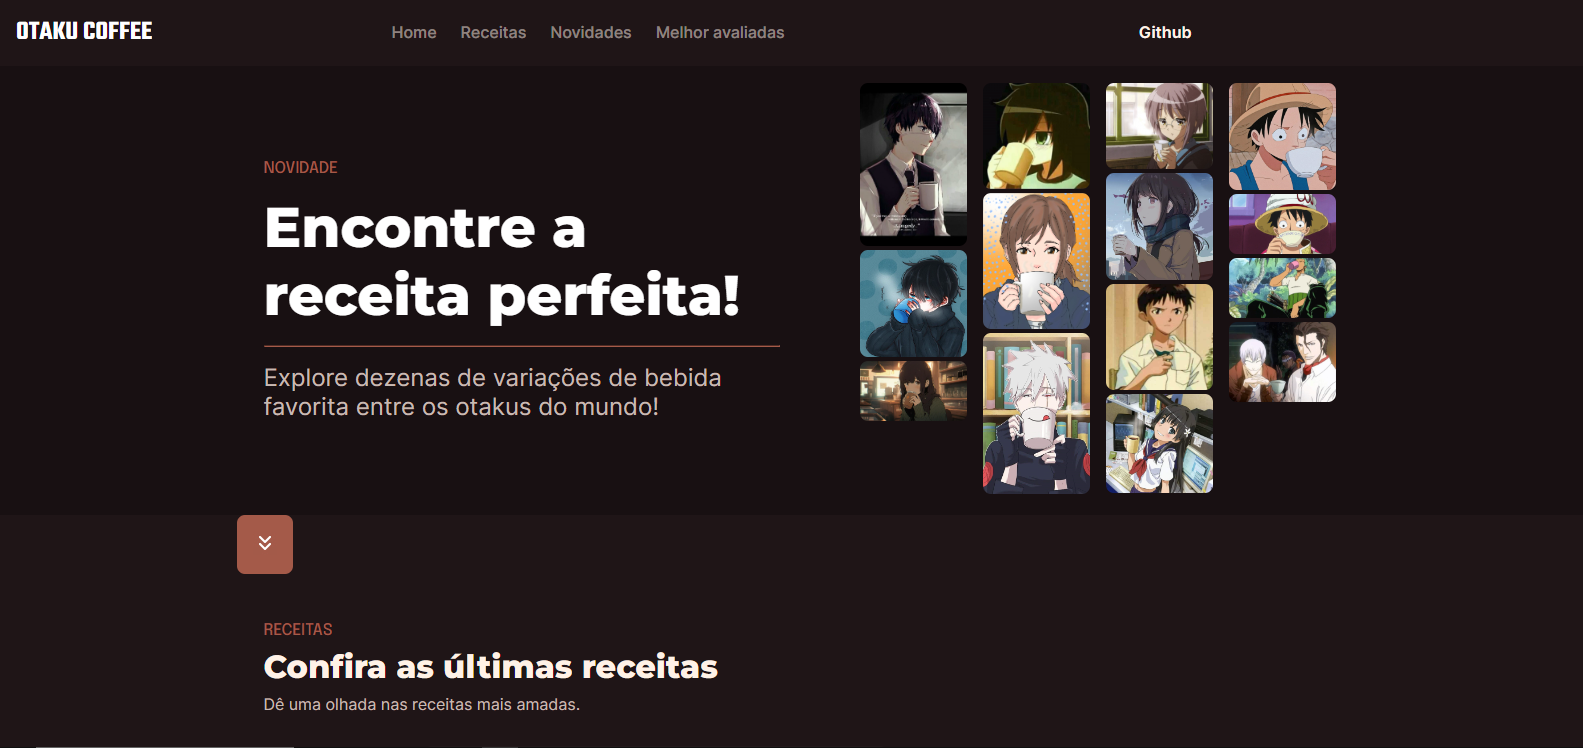 OTAKU COFFEE
Home
Receitas
Novidades
Melhor avaliadas
Github
NOVIDADE
Encontre a
receita perfeita!
Explore dezenas de variações de bebida
favorita entre os otakus do mundo!
RECEITAS
Confira as últimas receitas
Dê uma olhada nas receitas mais amadas.